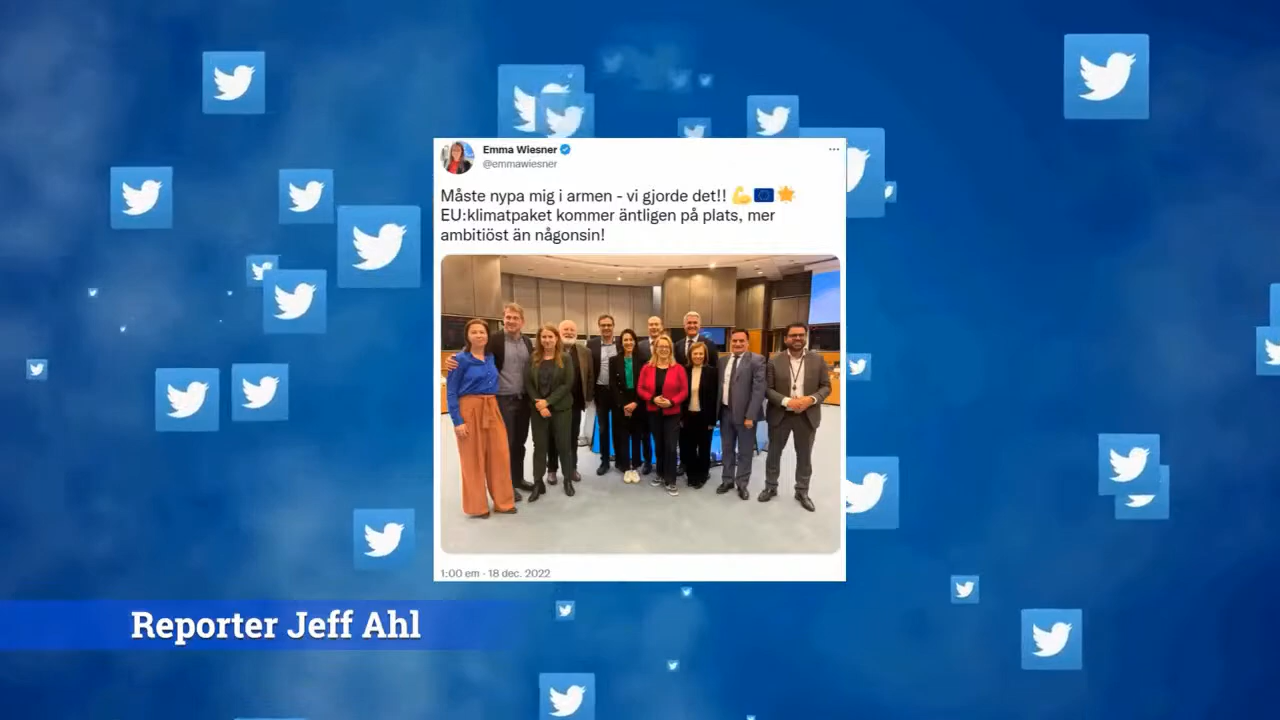 Emma Wiesner
@emmawiesner
Måste nypa mig i armen - vi gjorde det!! 💪🇪🇺🌟
EU:klimatpaket kommer äntligen på plats, mer
ambitiöst än någonsin!
1:00 em · 18 dec. 2022
Reporter Jeff Ahl